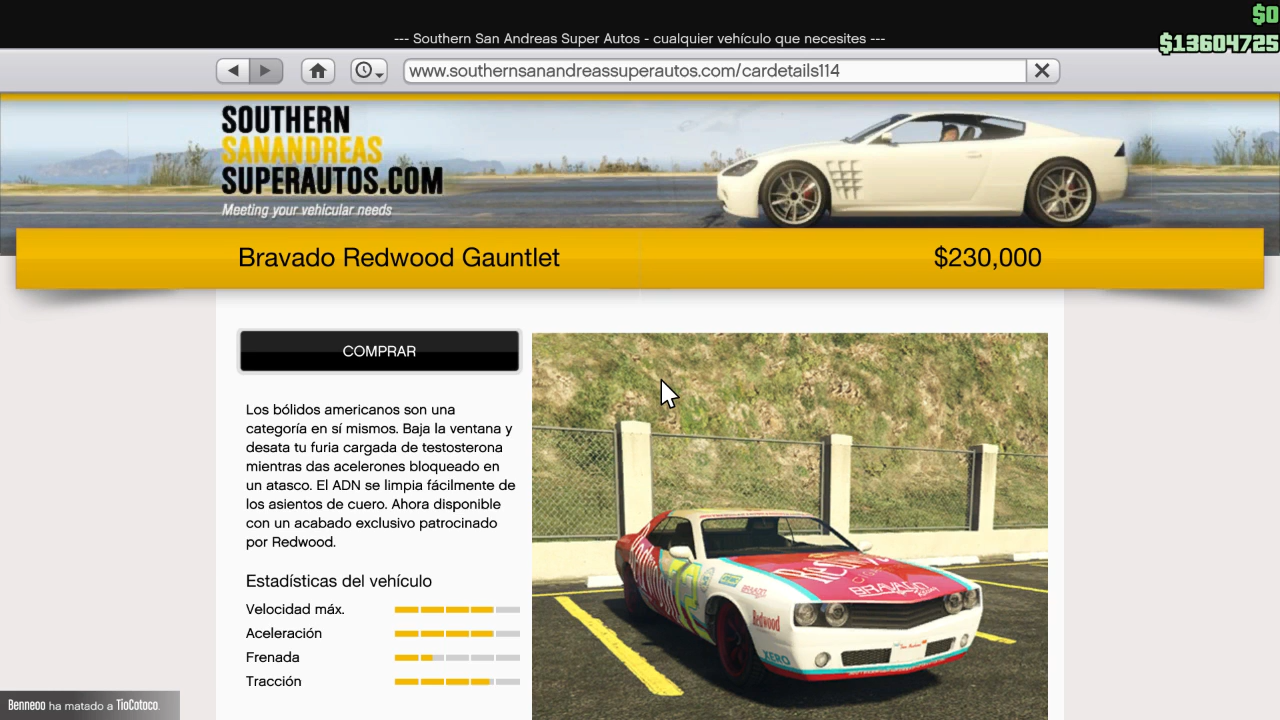 $0
--- Southern San Andreas Super Autos - cualquier vehículo que necesites ---
$13604725
www.southernsanandreassuperautos.com/cardetails114
SOUTHERN
SANANDREAS
SUPERAUTOS.COM
Meeting your vehicular needs
Bravado Redwood Gauntlet
$230,000
COMPRAR
Los bólidos americanos son una
categoría en sí mismos. Baja la ventana y
desata tu furia cargada de testosterona
mientras das acelerones bloqueado en
un atasco. El ADN se limpia fácilmente de
los asientos de cuero. Ahora disponible
con un acabado exclusivo patrocinado
por Redwood.
Estadísticas del vehículo
Velocidad máx.
Aceleración
Frenada
Tracción
Redwood
BRAVADO
Redwood
XERO
Benneoo ha matado a TioCotoco.